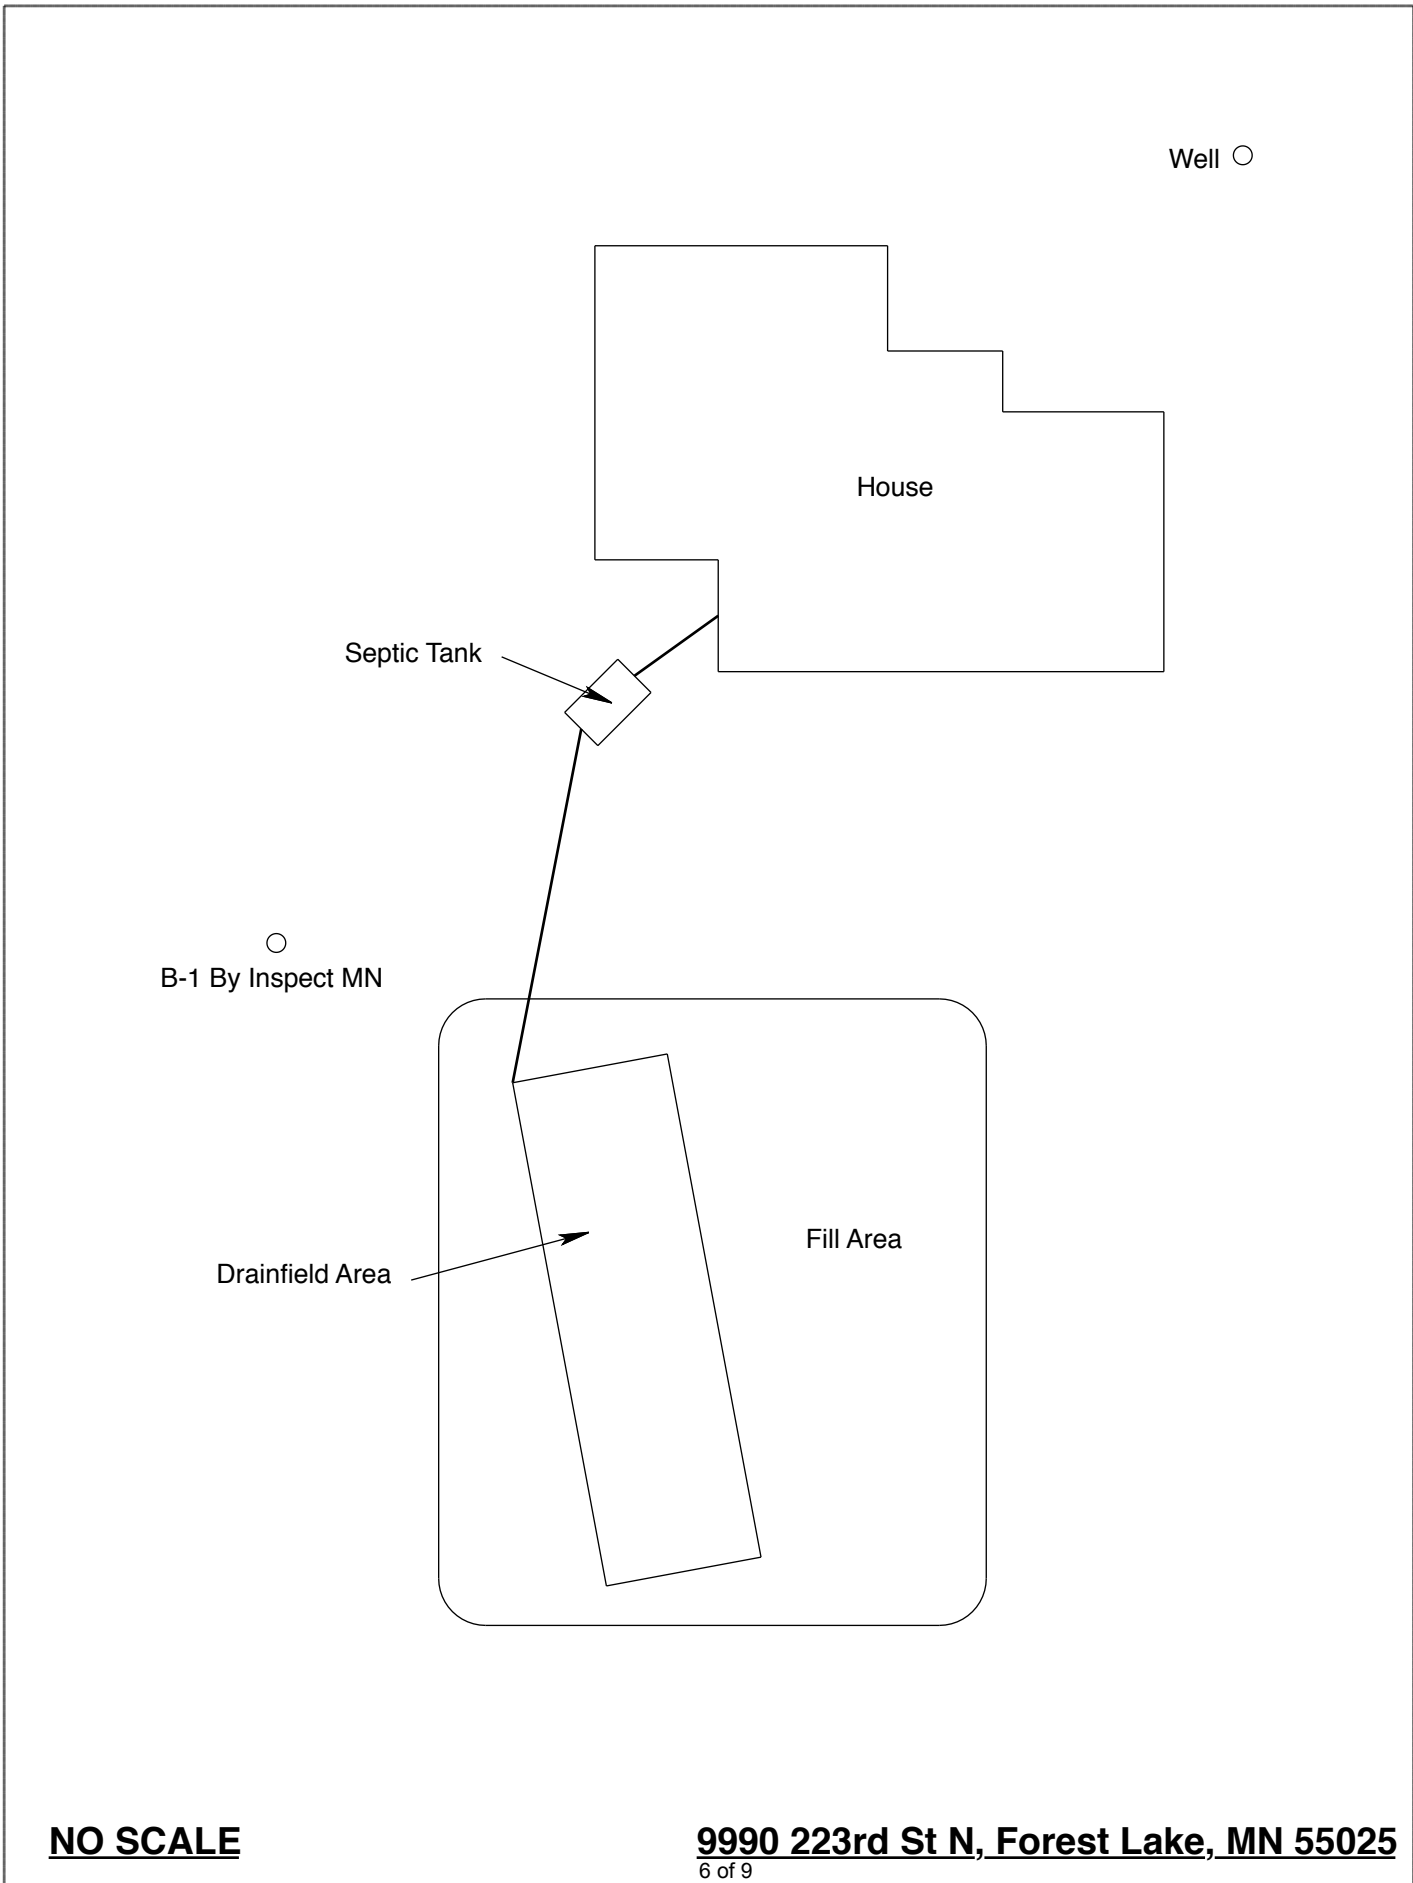 Well
House
Septic Tank
B-1 By Inspect MN
Fill Area
Drainfield Area
NO SCALE
9990 223rd St N, Forest Lake, MN 55025
6 of 9